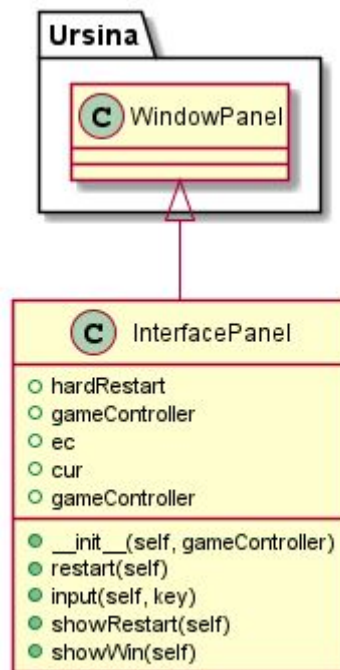 Ursina
C WindowPanel
C InterfacePanel
hardRestart
gameController
ec
cur
gameController
__init__(self, gameController)
restart(self)
input(self, key)
showRestart(self)
showWin(self)